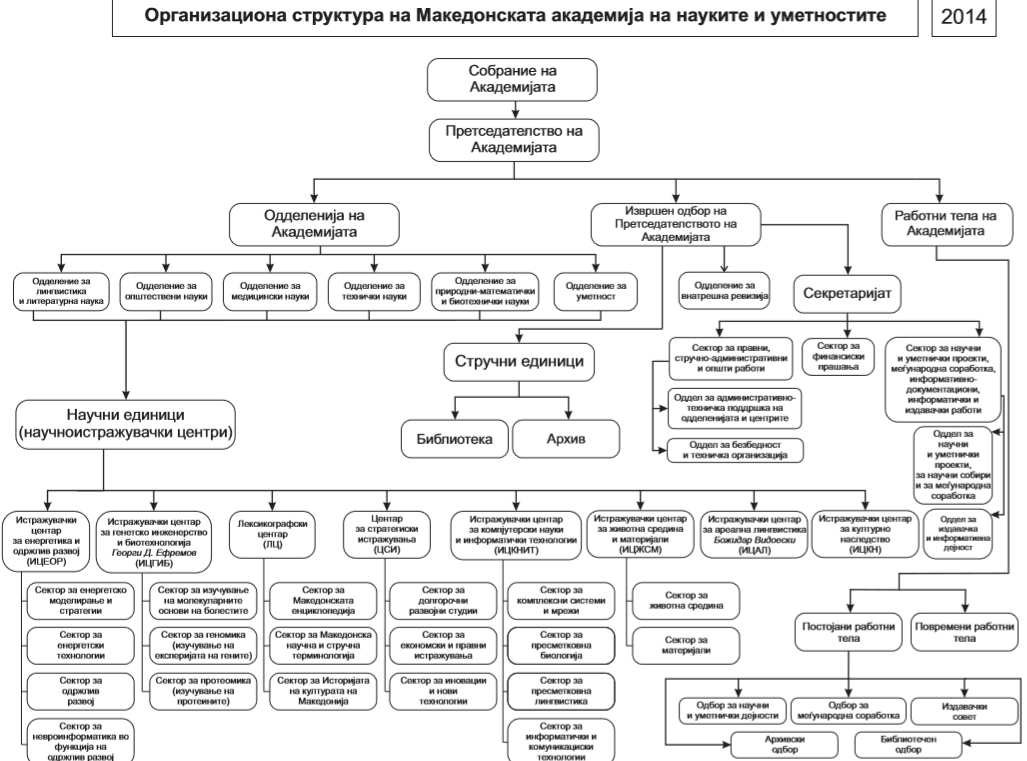 Организациона структура на Македонската академија на науките и уметностите
2014
Собрание на
Академијата
Претседателство на
Академијата
Одделенија на
Академијата
Извршен одбор на
Претседателството на
Академијата
Работни тела на
Академијата
Одделение за
лингвистика
и литературна наука
Одделение за
општествени науки
Одделение за
медицински науки
Одделение за
технички науки
Одделение за
природни-математички
и биотехнички науки
Одделение за
уметност
Одделение за
внатрешна ревизија
Секретаријат
Стручни единици
Сектор за правни,
стручно-административни
и општи работи
Сектор за
финансиски
прашања
Сектор за научни
и уметнички проекти,
меѓународна соработка,
информативно-
документациони,
информатички и
издавачки работи
Оддел за административно-
техничка поддршка на
одделенијата и центрите
Оддел за безбедност
и техничка организација
Оддел за
научни
и уметнички
проекти,
за научни собири
и за меѓународна
соработка
Оддел за
издавачка
и информативна
дејност
Научни единици
(научноистражувачки центри)
Библиотека
Архив
Истражувачки
центар
за енергетика и
одржлив развој
(ИЦЕОР)
Истражувачки центар
за генетско инженерство
и биотехнологија
Георги Д. Ефремов
(ИЦГИБ)
Лексикографски
центар
(ЛЦ)
Центар
за стратегиски
истражувања
(ЦСИ)
Истражувачки центар
за компјутерски науки
и информатички технологии
(ИЦКНИТ)
Истражувачки центар
за животна средина
и материјали
(ИЦЖСМ)
Истражувачки центар
за ареална лингвистика
Божидар Видоески
(ИЦАЛ)
Истражувачки центар
за културно
наследство
(ИЦКН)
Сектор за енергетско
моделирање и
стратегии
Сектор за
енергетски
технологии
Сектор за
одржлив
развој
Сектор за
невроинформатика во
функција на
одржлив развој
Сектор за изучување
на молекуларните
основи на болестите
Сектор за геномика
(изучување на
експеријата на гените)
Сектор за протеомика
(изучување на
протеините)
Сектор за
Македонската
енциклопедија
Сектор за Македонска
научна и стручна
терминологија
Сектор за Историјата
на културата на
Македонија
Сектор за
долгорочни
развојни студии
Сектор за
економски и правни
истражувања
Сектор за иновации
и нови
технологии
Сектор за
комплексни системи
и мрежи
Сектор за
пресметковна
биологија
Сектор за
пресметковна
лингвистика
Сектор за
информатички и
комуникациски
технологии
Сектор за
животна средина
Сектор за
материјали
Постојани работни
тела
Повремени работни
тела
Одбор за научни
и уметнички дејности
Одбор за
меѓународна соработка
Издавачки
совет
Архивски
одбор
Библиотечен
одбор